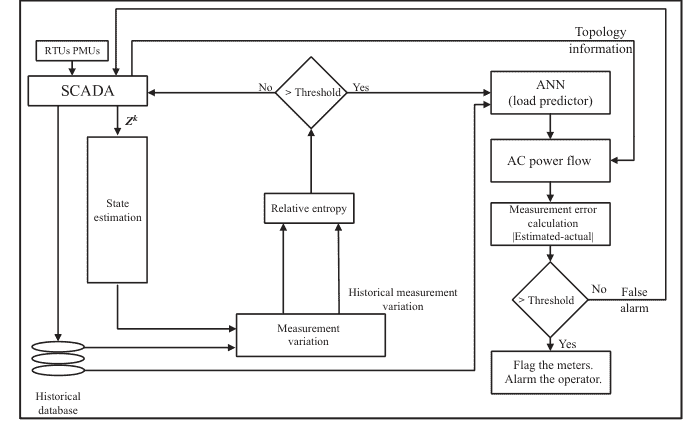 Topology
information
RTUs PMUs
SCADA
Z^k
No
> Threshold
Yes
ANN
(load predictor)
AC power flow
State
estimation
Relative entropy
Measurement error
calculation
|Estimated-actual|
Historical measurement
variation
Measurement
variation
> Threshold
No
False
alarm
Yes
Flag the meters.
Alarm the operator.
Historical
database